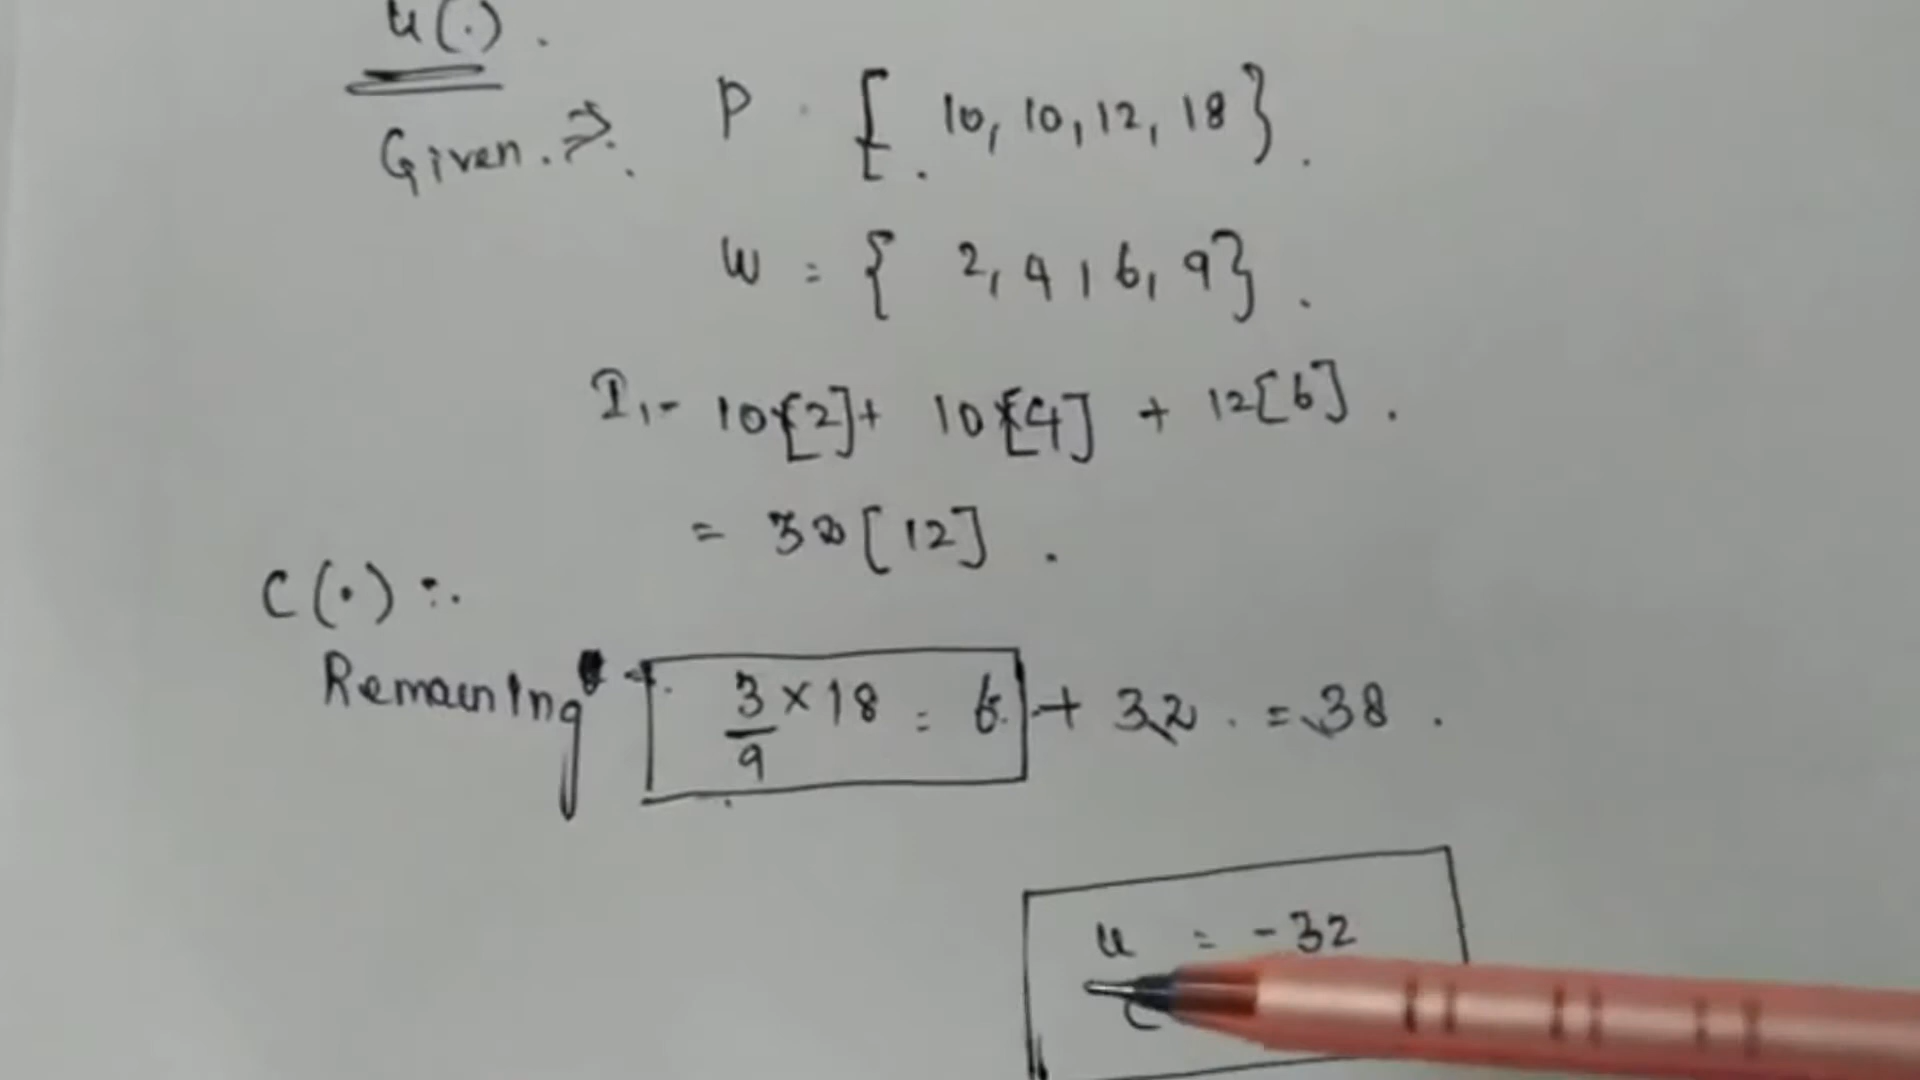 u(.).
Given. ⇒. P {10, 10, 12, 18}.
W = {2, 4, 6, 9}.
10[2] + 10[4] + 12[6].
= 32[12].
C(.) :.
Remaining 3/9 × 18 = 6 + 32. = 38.
u = -32
C